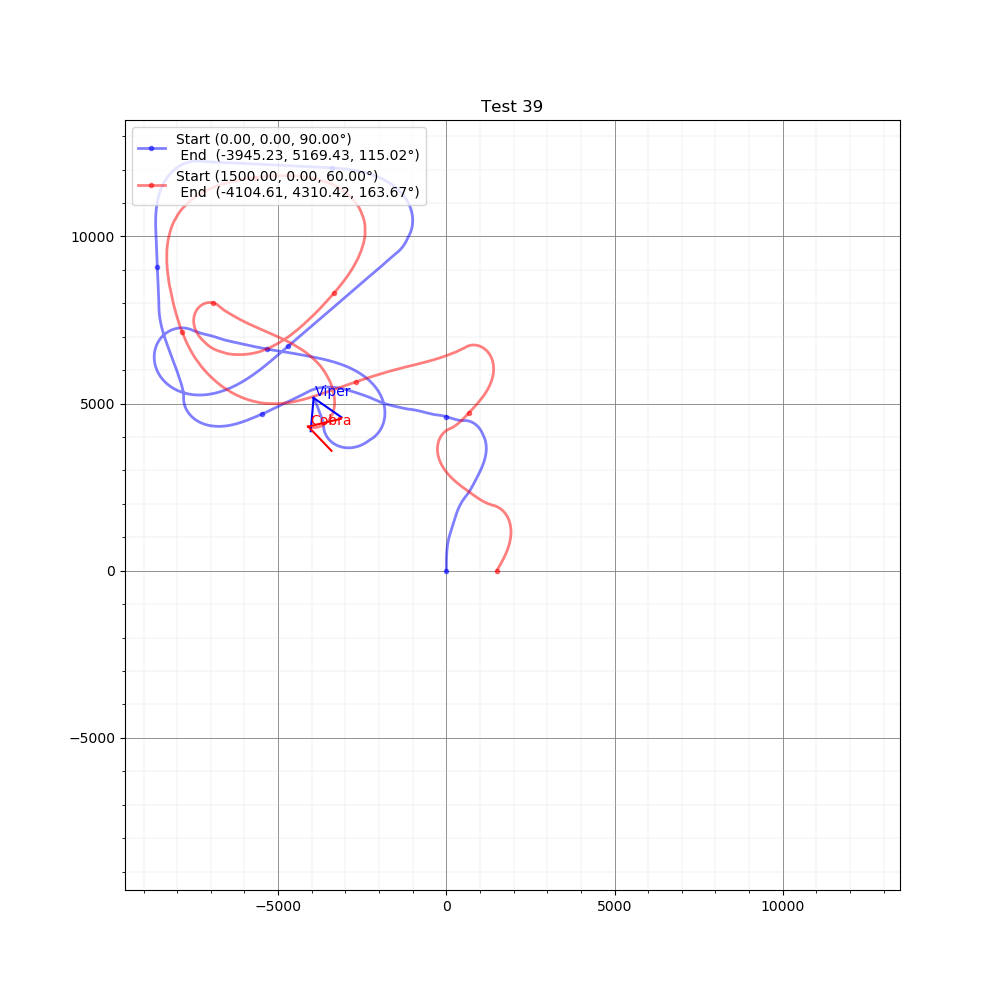 Test 39
Start (0.00, 0.00, 90.00°)
End (-3945.23, 5169.43, 115.02°)
Start (1500.00, 0.00, 60.00°)
End (-4104.61, 4310.42, 163.67°)
10000
5000
0
−5000
Viper
Cobra
−5000
0
5000
10000